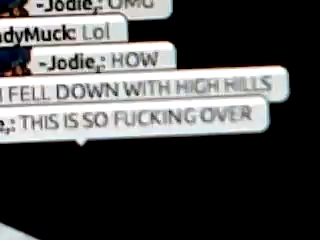 -Jodie,: OMG
dyMuck: Lol
-Jodie,: HOW
I FELL DOWN WITH HIGH HILLS
e,: THIS IS SO FUCKING OVER